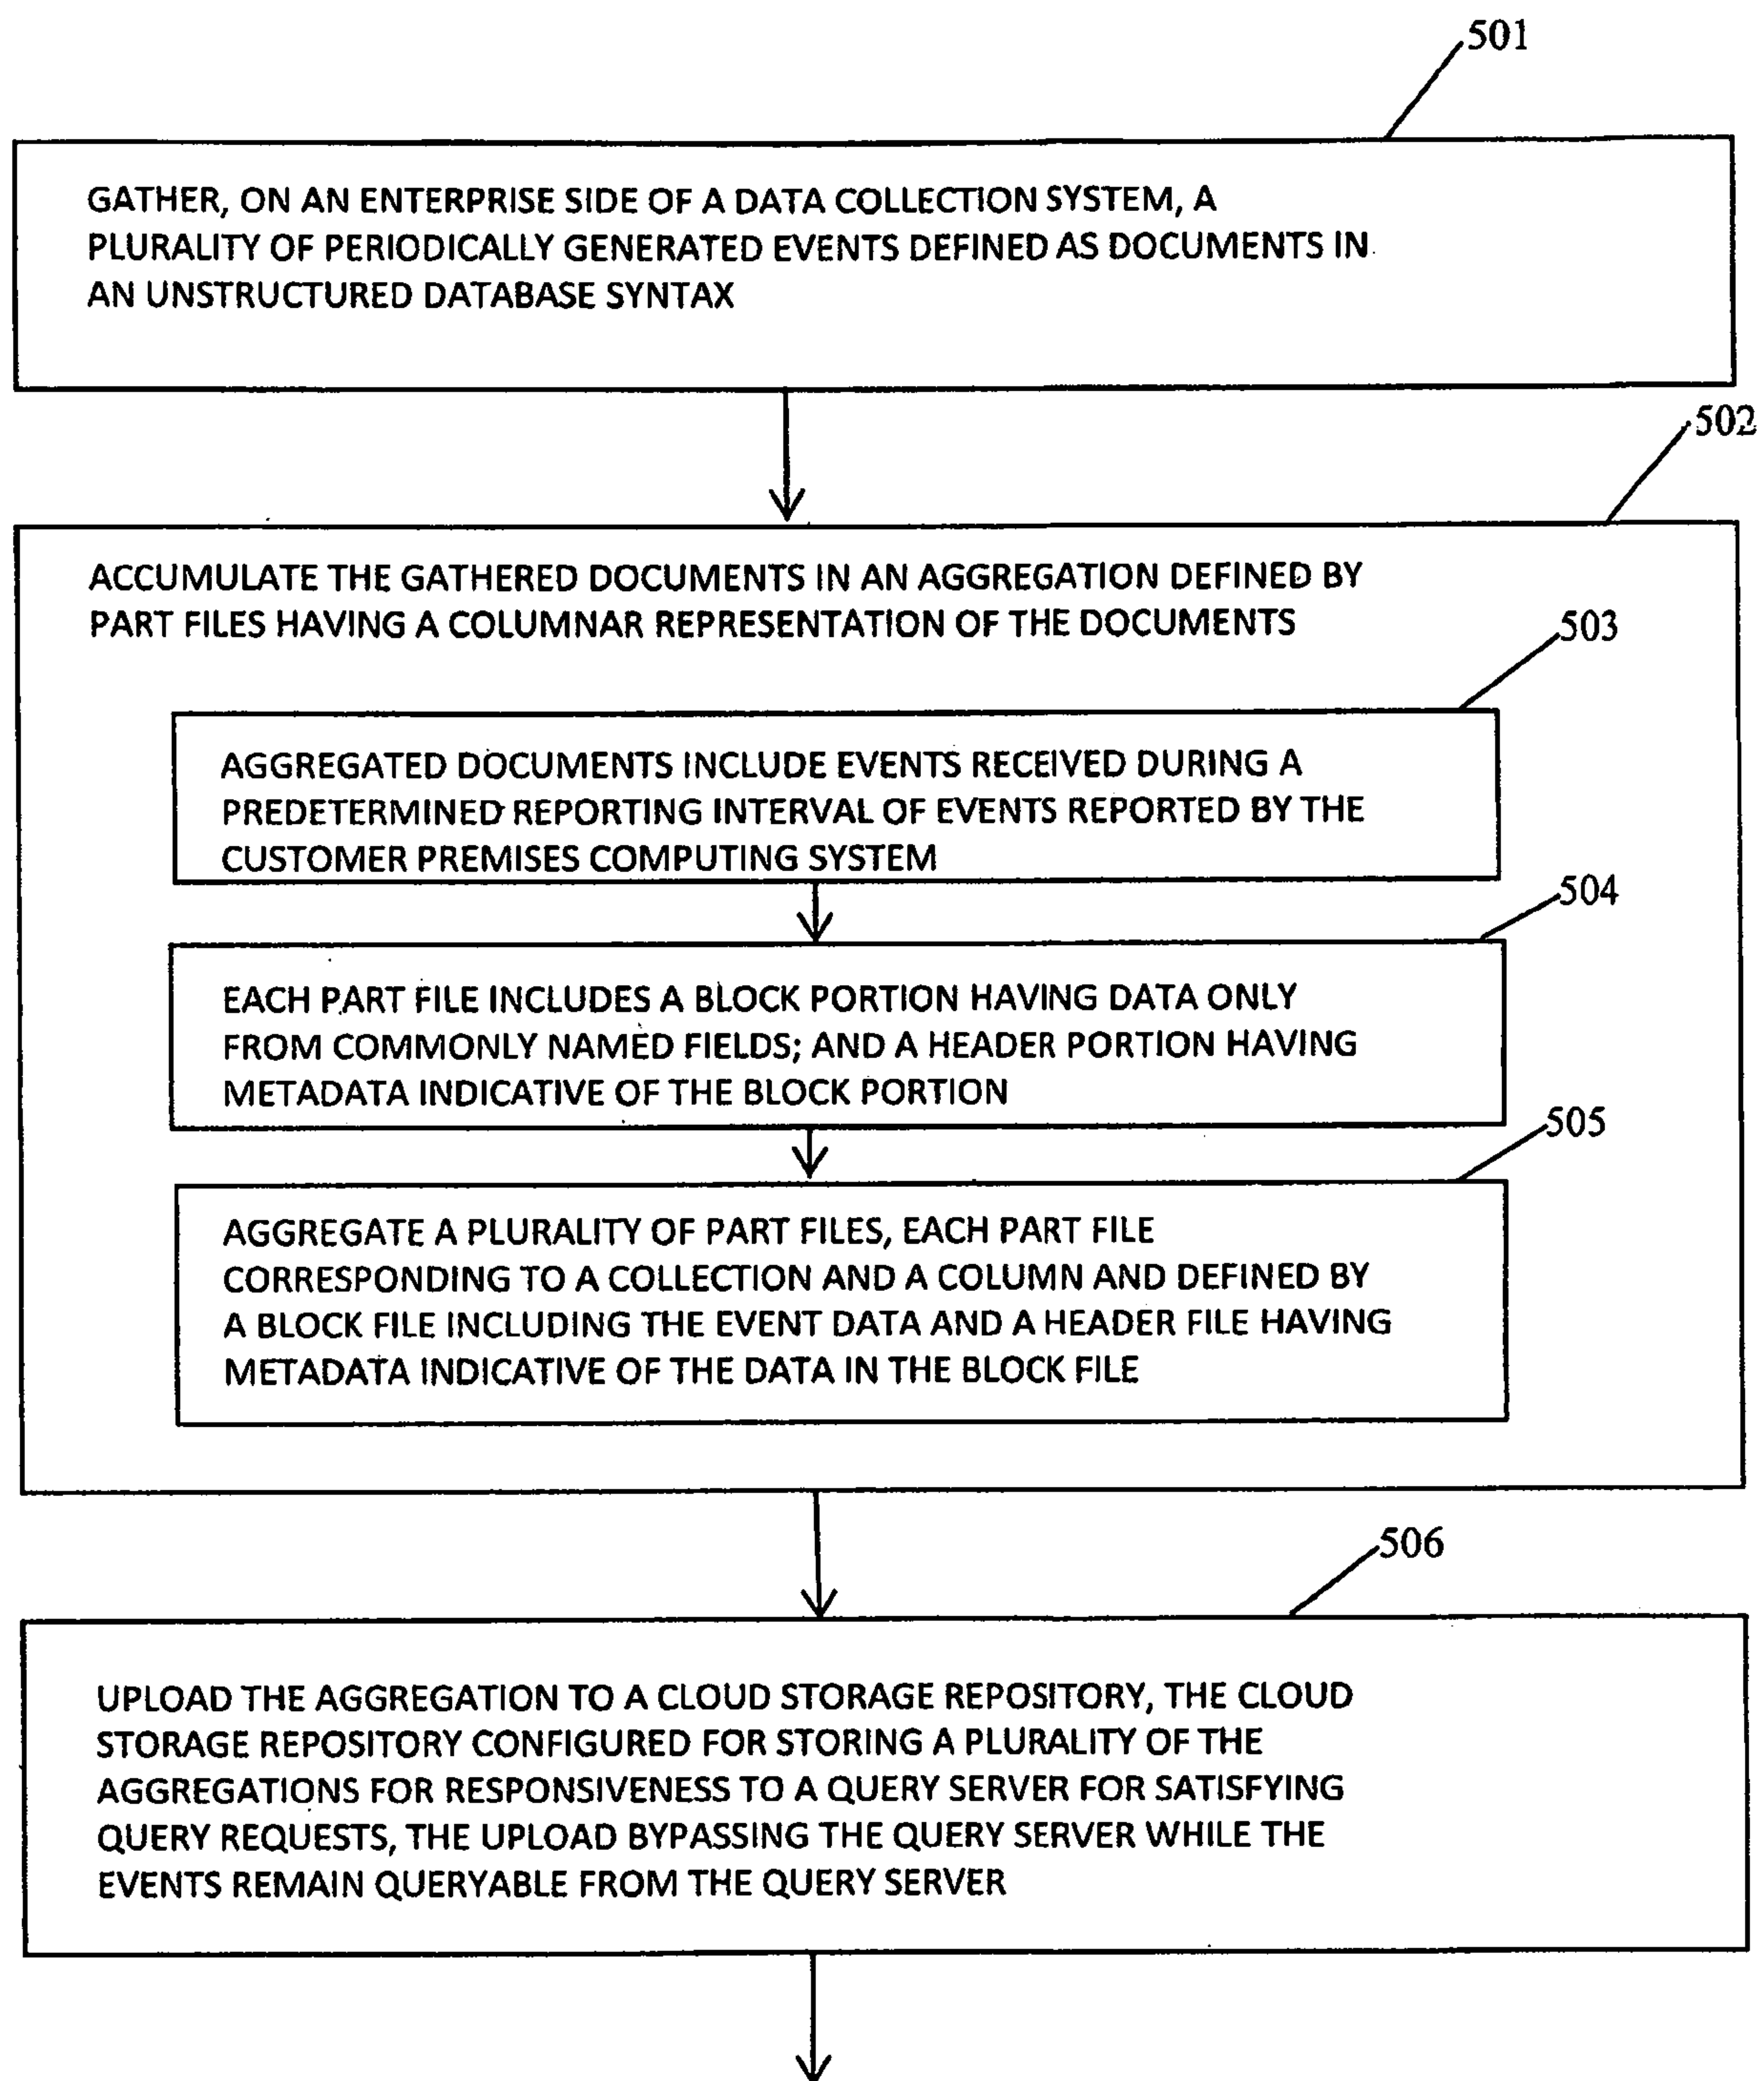 501
GATHER, ON AN ENTERPRISE SIDE OF A DATA COLLECTION SYSTEM, A
PLURALITY OF PERIODICALLY GENERATED EVENTS DEFINED AS DOCUMENTS IN
AN UNSTRUCTURED DATABASE SYNTAX
502
ACCUMULATE THE GATHERED DOCUMENTS IN AN AGGREGATION DEFINED BY
PART FILES HAVING A COLUMNAR REPRESENTATION OF THE DOCUMENTS
503
AGGREGATED DOCUMENTS INCLUDE EVENTS RECEIVED DURING A
PREDETERMINED REPORTING INTERVAL OF EVENTS REPORTED BY THE
CUSTOMER PREMISES COMPUTING SYSTEM
504
EACH PART FILE INCLUDES A BLOCK PORTION HAVING DATA ONLY
FROM COMMONLY NAMED FIELDS; AND A HEADER PORTION HAVING
METADATA INDICATIVE OF THE BLOCK PORTION
505
AGGREGATE A PLURALITY OF PART FILES, EACH PART FILE
CORRESPONDING TO A COLLECTION AND A COLUMN AND DEFINED BY
A BLOCK FILE INCLUDING THE EVENT DATA AND A HEADER FILE HAVING
METADATA INDICATIVE OF THE DATA IN THE BLOCK FILE
506
UPLOAD THE AGGREGATION TO A CLOUD STORAGE REPOSITORY, THE CLOUD
STORAGE REPOSITORY CONFIGURED FOR STORING A PLURALITY OF THE
AGGREGATIONS FOR RESPONSIVENESS TO A QUERY SERVER FOR SATISFYING
QUERY REQUESTS, THE UPLOAD BYPASSING THE QUERY SERVER WHILE THE
EVENTS REMAIN QUERYABLE FROM THE QUERY SERVER